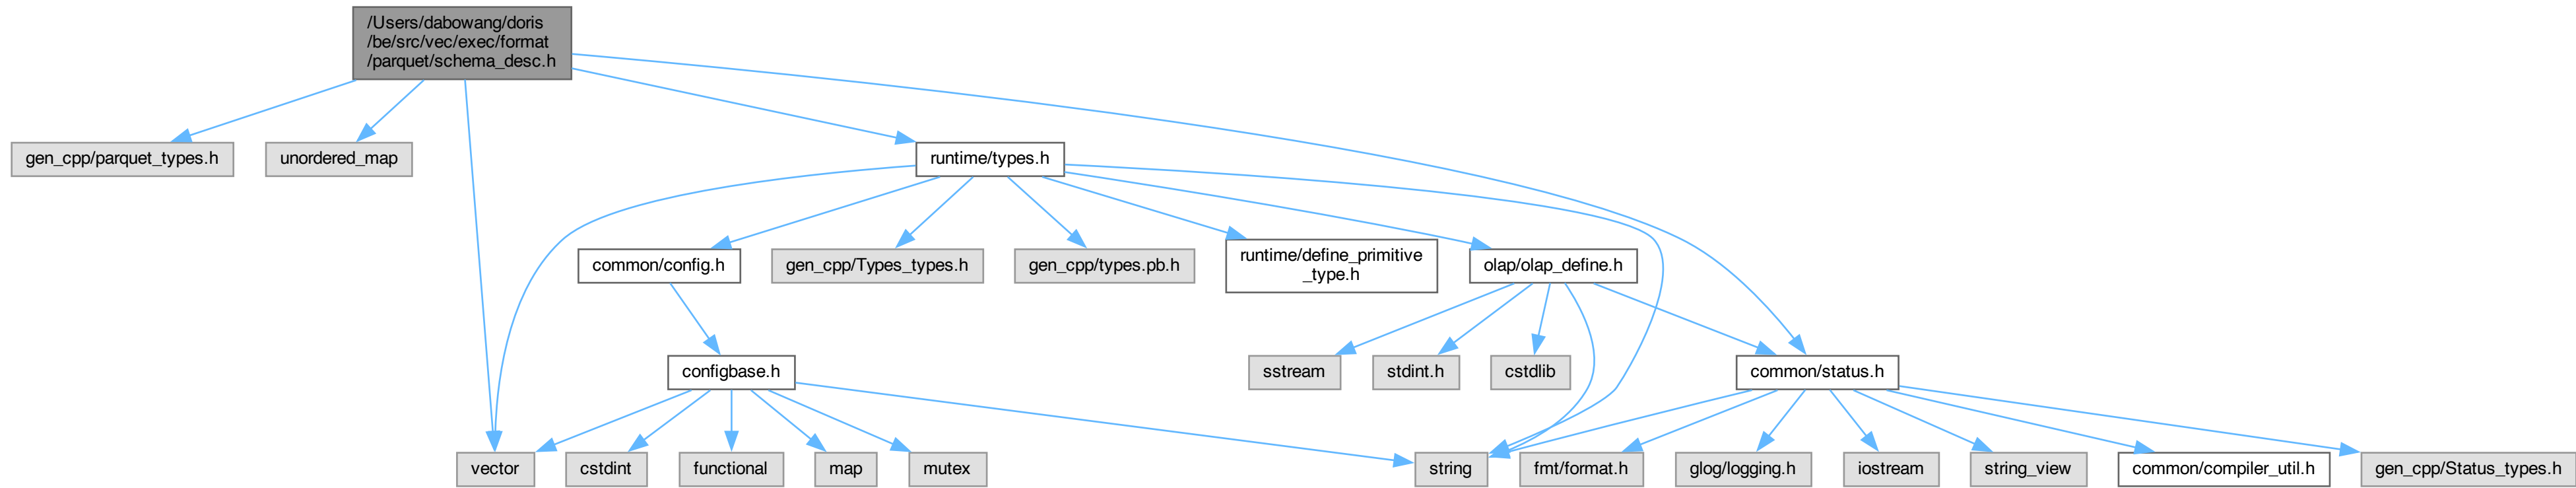 /Users/dabowang/doris
/be/src/vec/exec/format
/parquet/schema_desc.h
gen_cpp/parquet_types.h
unordered_map
runtime/types.h
common/config.h
gen_cpp/Types_types.h
gen_cpp/types.pb.h
runtime/define_primitive
_type.h
olap/olap_define.h
configbase.h
sstream
stdint.h
cstdlib
common/status.h
vector
cstdint
functional
map
mutex
string
fmt/format.h
glog/logging.h
iostream
string_view
common/compiler_util.h
gen_cpp/Status_types.h